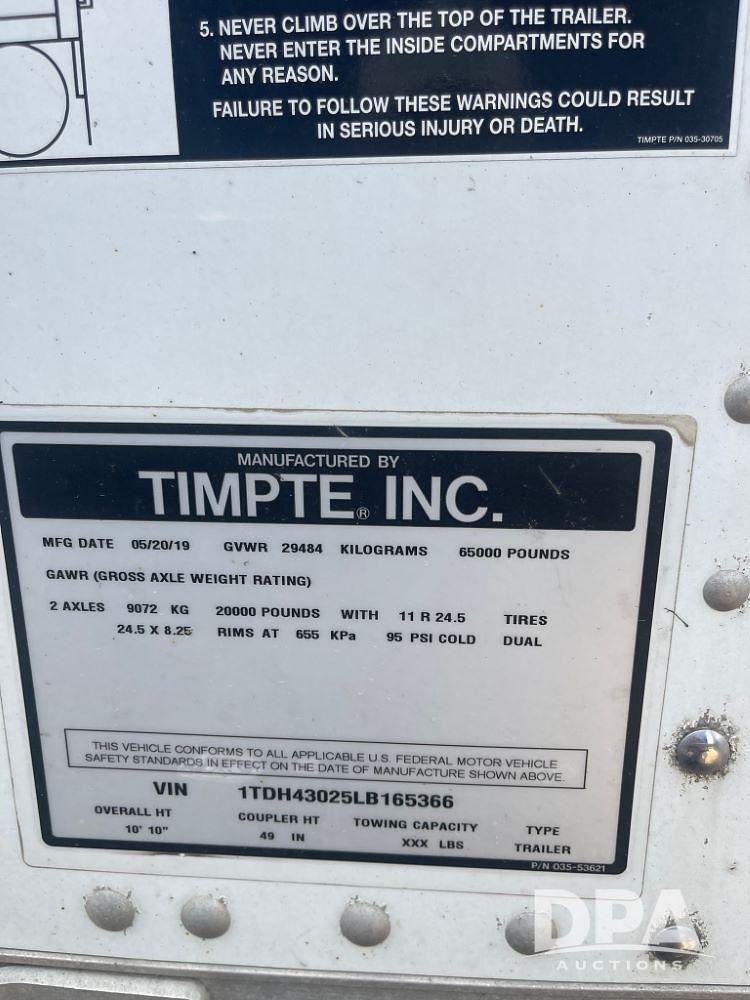 5. NEVER CLIMB OVER THE TOP OF THE TRAILER.
NEVER ENTER THE INSIDE COMPARTMENTS FOR
ANY REASON.
FAILURE TO FOLLOW THESE WARNINGS COULD RESULT
IN SERIOUS INJURY OR DEATH.
TIMPTE P/N 035-30705
MANUFACTURED BY
TIMPTE® INC.
MFG DATE 05/20/19 GVWR 29484 KILOGRAMS 65000 POUNDS
GAWR (GROSS AXLE WEIGHT RATING)
2 AXLES 9072 KG 20000 POUNDS WITH 11 R 24.5 TIRES
24.5 X 8.25 RIMS AT 655 KPa 95 PSI COLD DUAL
THIS VEHICLE CONFORMS TO ALL APPLICABLE U.S. FEDERAL MOTOR VEHICLE
SAFETY STANDARDS IN EFFECT ON THE DATE OF MANUFACTURE SHOWN ABOVE.
VIN 1TDH43025LB165366
OVERALL HT COUPLER HT TOWING CAPACITY TYPE
10' 10" 49 IN XXX LBS TRAILER
P/N 035-53621
DPA
AUCTIONS